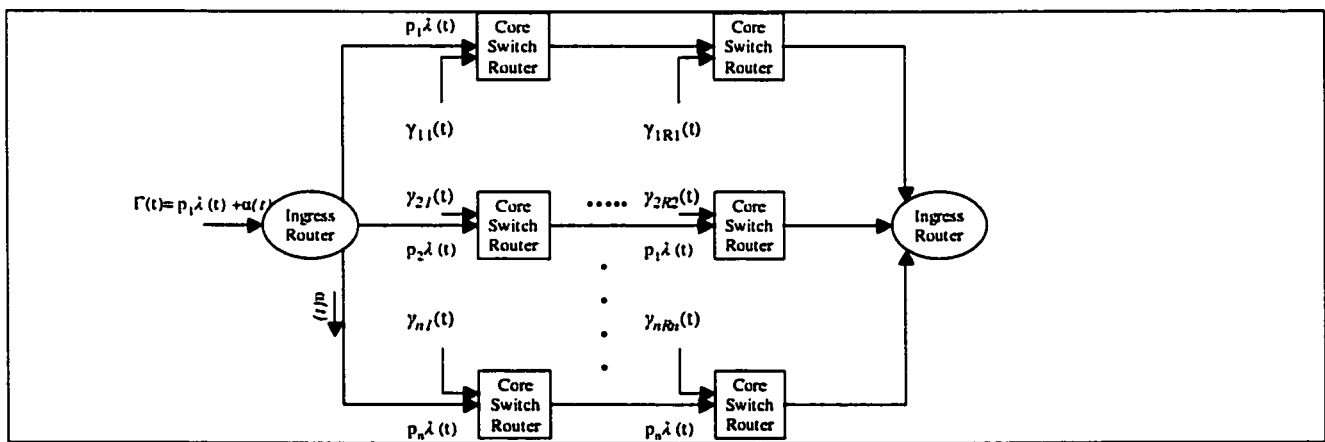 p₁λ(t)
Core
Switch
Router
Core
Switch
Router
γ₁₁(t)
γ₁R₁(t)
Γ(t)= p₁λ(t) +α(t)
Ingress
Router
γ₂₁(t)
Core
Switch
Router
.....
γ₂R₂(t)
Core
Switch
Router
Ingress
Router
p₂λ(t)
p₁λ(t)
α(t)
γₙ₁(t)
γₙRₙ(t)
Core
Switch
Router
Core
Switch
Router
pₙλ(t)
pₙλ(t)